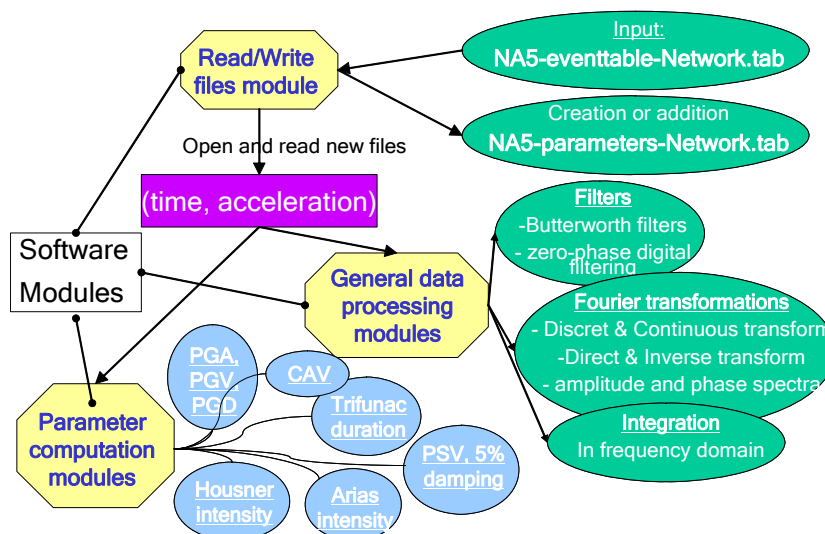 Read/Write
files module
Input:
NA5-eventtable-Network.tab
Creation or addition
NA5-parameters-Network.tab
Open and read new files
(time, acceleration)
Software
Modules
General data
processing
modules
Filters
-Butterworth filters
- zero-phase digital
filtering
Fourier transformations
- Discret & Continuous transform
-Direct & Inverse transform
- amplitude and phase spectra
Integration
In frequency domain
Parameter
computation
modules
PGA,
PGV,
PGD
CAV
Trifunac
duration
PSV, 5%
damping
Housner
intensity
Arias
intensity